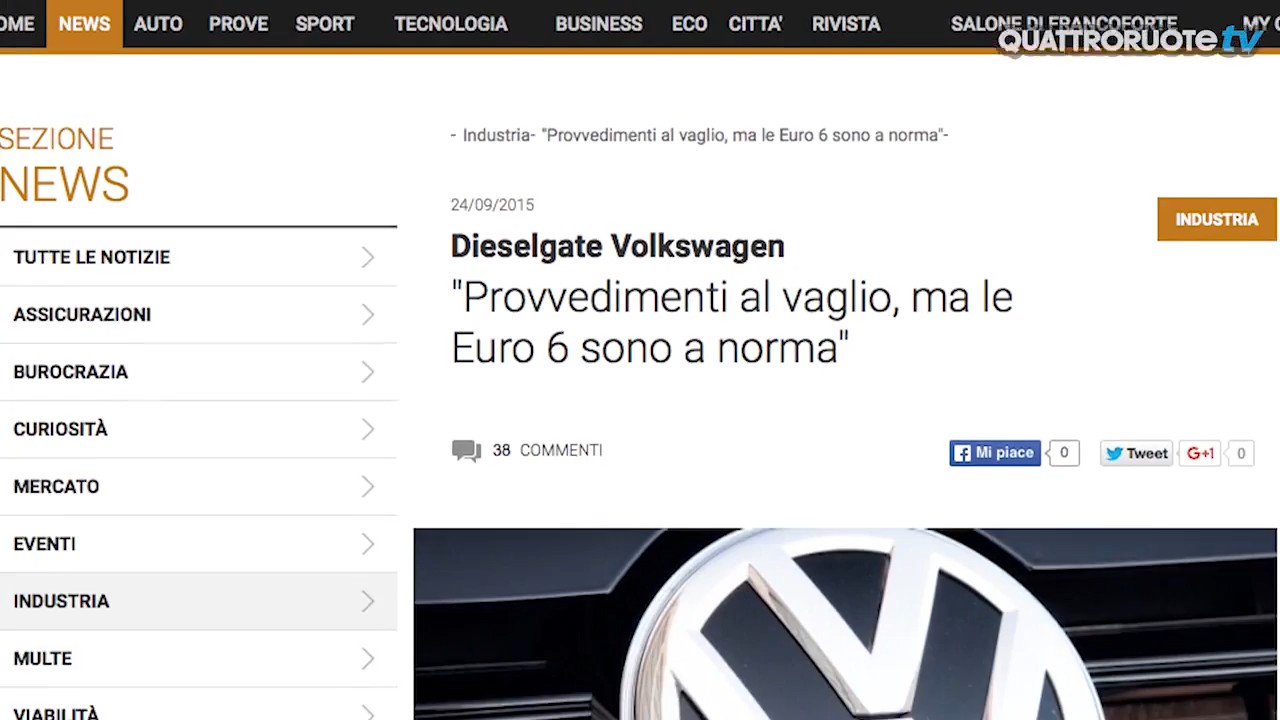 OME NEWS AUTO PROVE SPORT TECNOLOGIA BUSINESS ECO CITTA' RIVISTA SALONE DI FRANCOFORTE MY C
QUATTRORUOTE tv
SEZIONE
NEWS
TUTTE LE NOTIZIE
ASSICURAZIONI
BUROCRAZIA
CURIOSITÀ
MERCATO
EVENTI
INDUSTRIA
MULTE
VIABILITÀ
- Industria- "Provvedimenti al vaglio, ma le Euro 6 sono a norma"-
24/09/2015
INDUSTRIA
Dieselgate Volkswagen
"Provvedimenti al vaglio, ma le
Euro 6 sono a norma"
38 COMMENTI
Mi piace 0 Tweet G+1 0